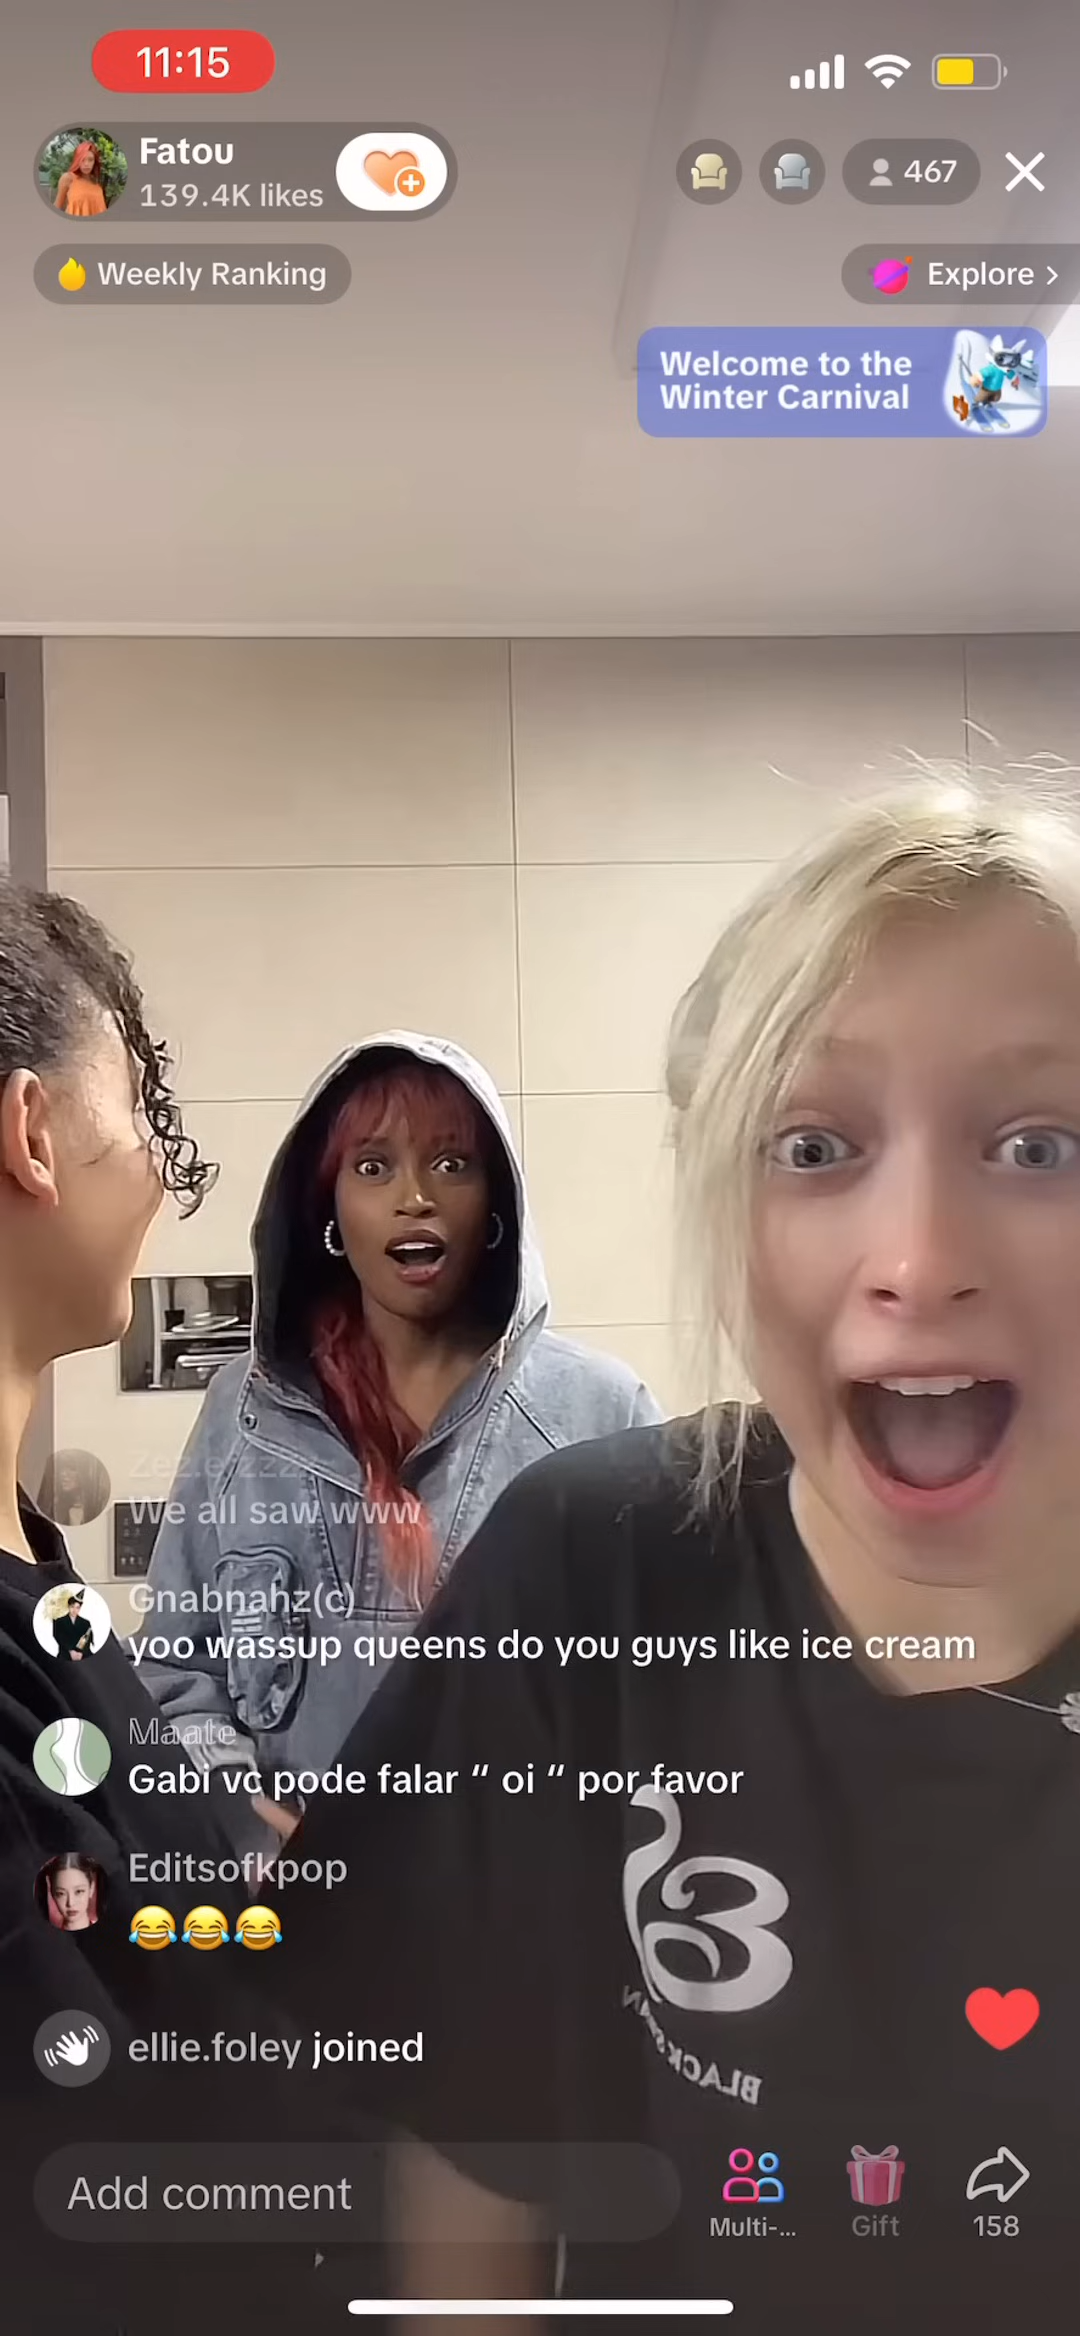 11:15
Fatou
139.4K likes
467
Weekly Ranking
Explore >
Welcome to the
Winter Carnival
We all saw www
Gnabnahz(c)
yoo wassup queens do you guys like ice cream
𝕄𝕒𝕒𝕥𝕖
Gabi vc pode falar “ oi “ por favor
Editsofkpop
😂😂😂
ellie.foley joined
BLACK
Add comment
Multi-...
Gift
158